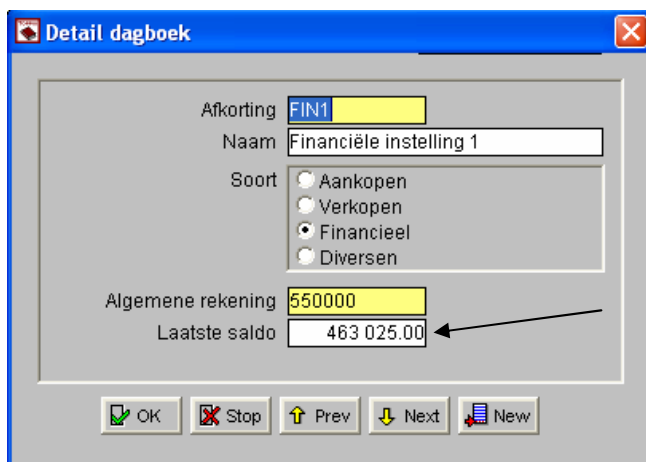 Detail dagboek
Afkorting FIN1
Naam Financiële instelling 1
Soort Aankopen
Verkopen
Financieel
Diversen
Algemene rekening 550000
Laatste saldo 463 025.00
OK Stop Prev Next New